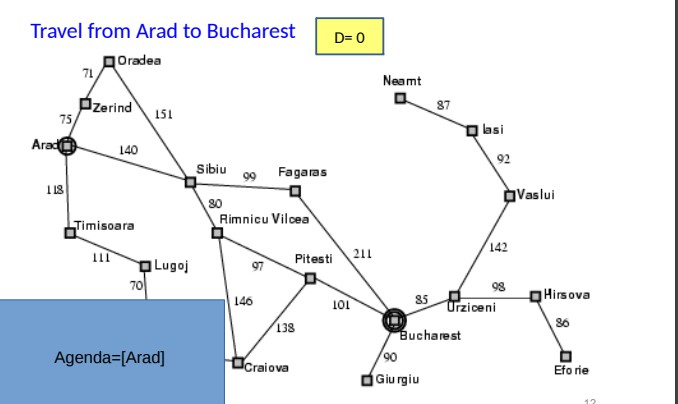 Travel from Arad to Bucharest
D= 0
Oradea
71
Neamt
Zerind
87
151
75
Iasi
Arad
140
92
Sibiu
Fagaras
99
118
80
Vaslui
Timisoara
Rimnicu Vilcea
142
111
211
Lugoj
97
Pitesti
70
98
146
101
85
Hirsova
Urziceni
138
86
Bucharest
Agenda=[Arad]
90
Craiova
Eforie
Giurgiu
12